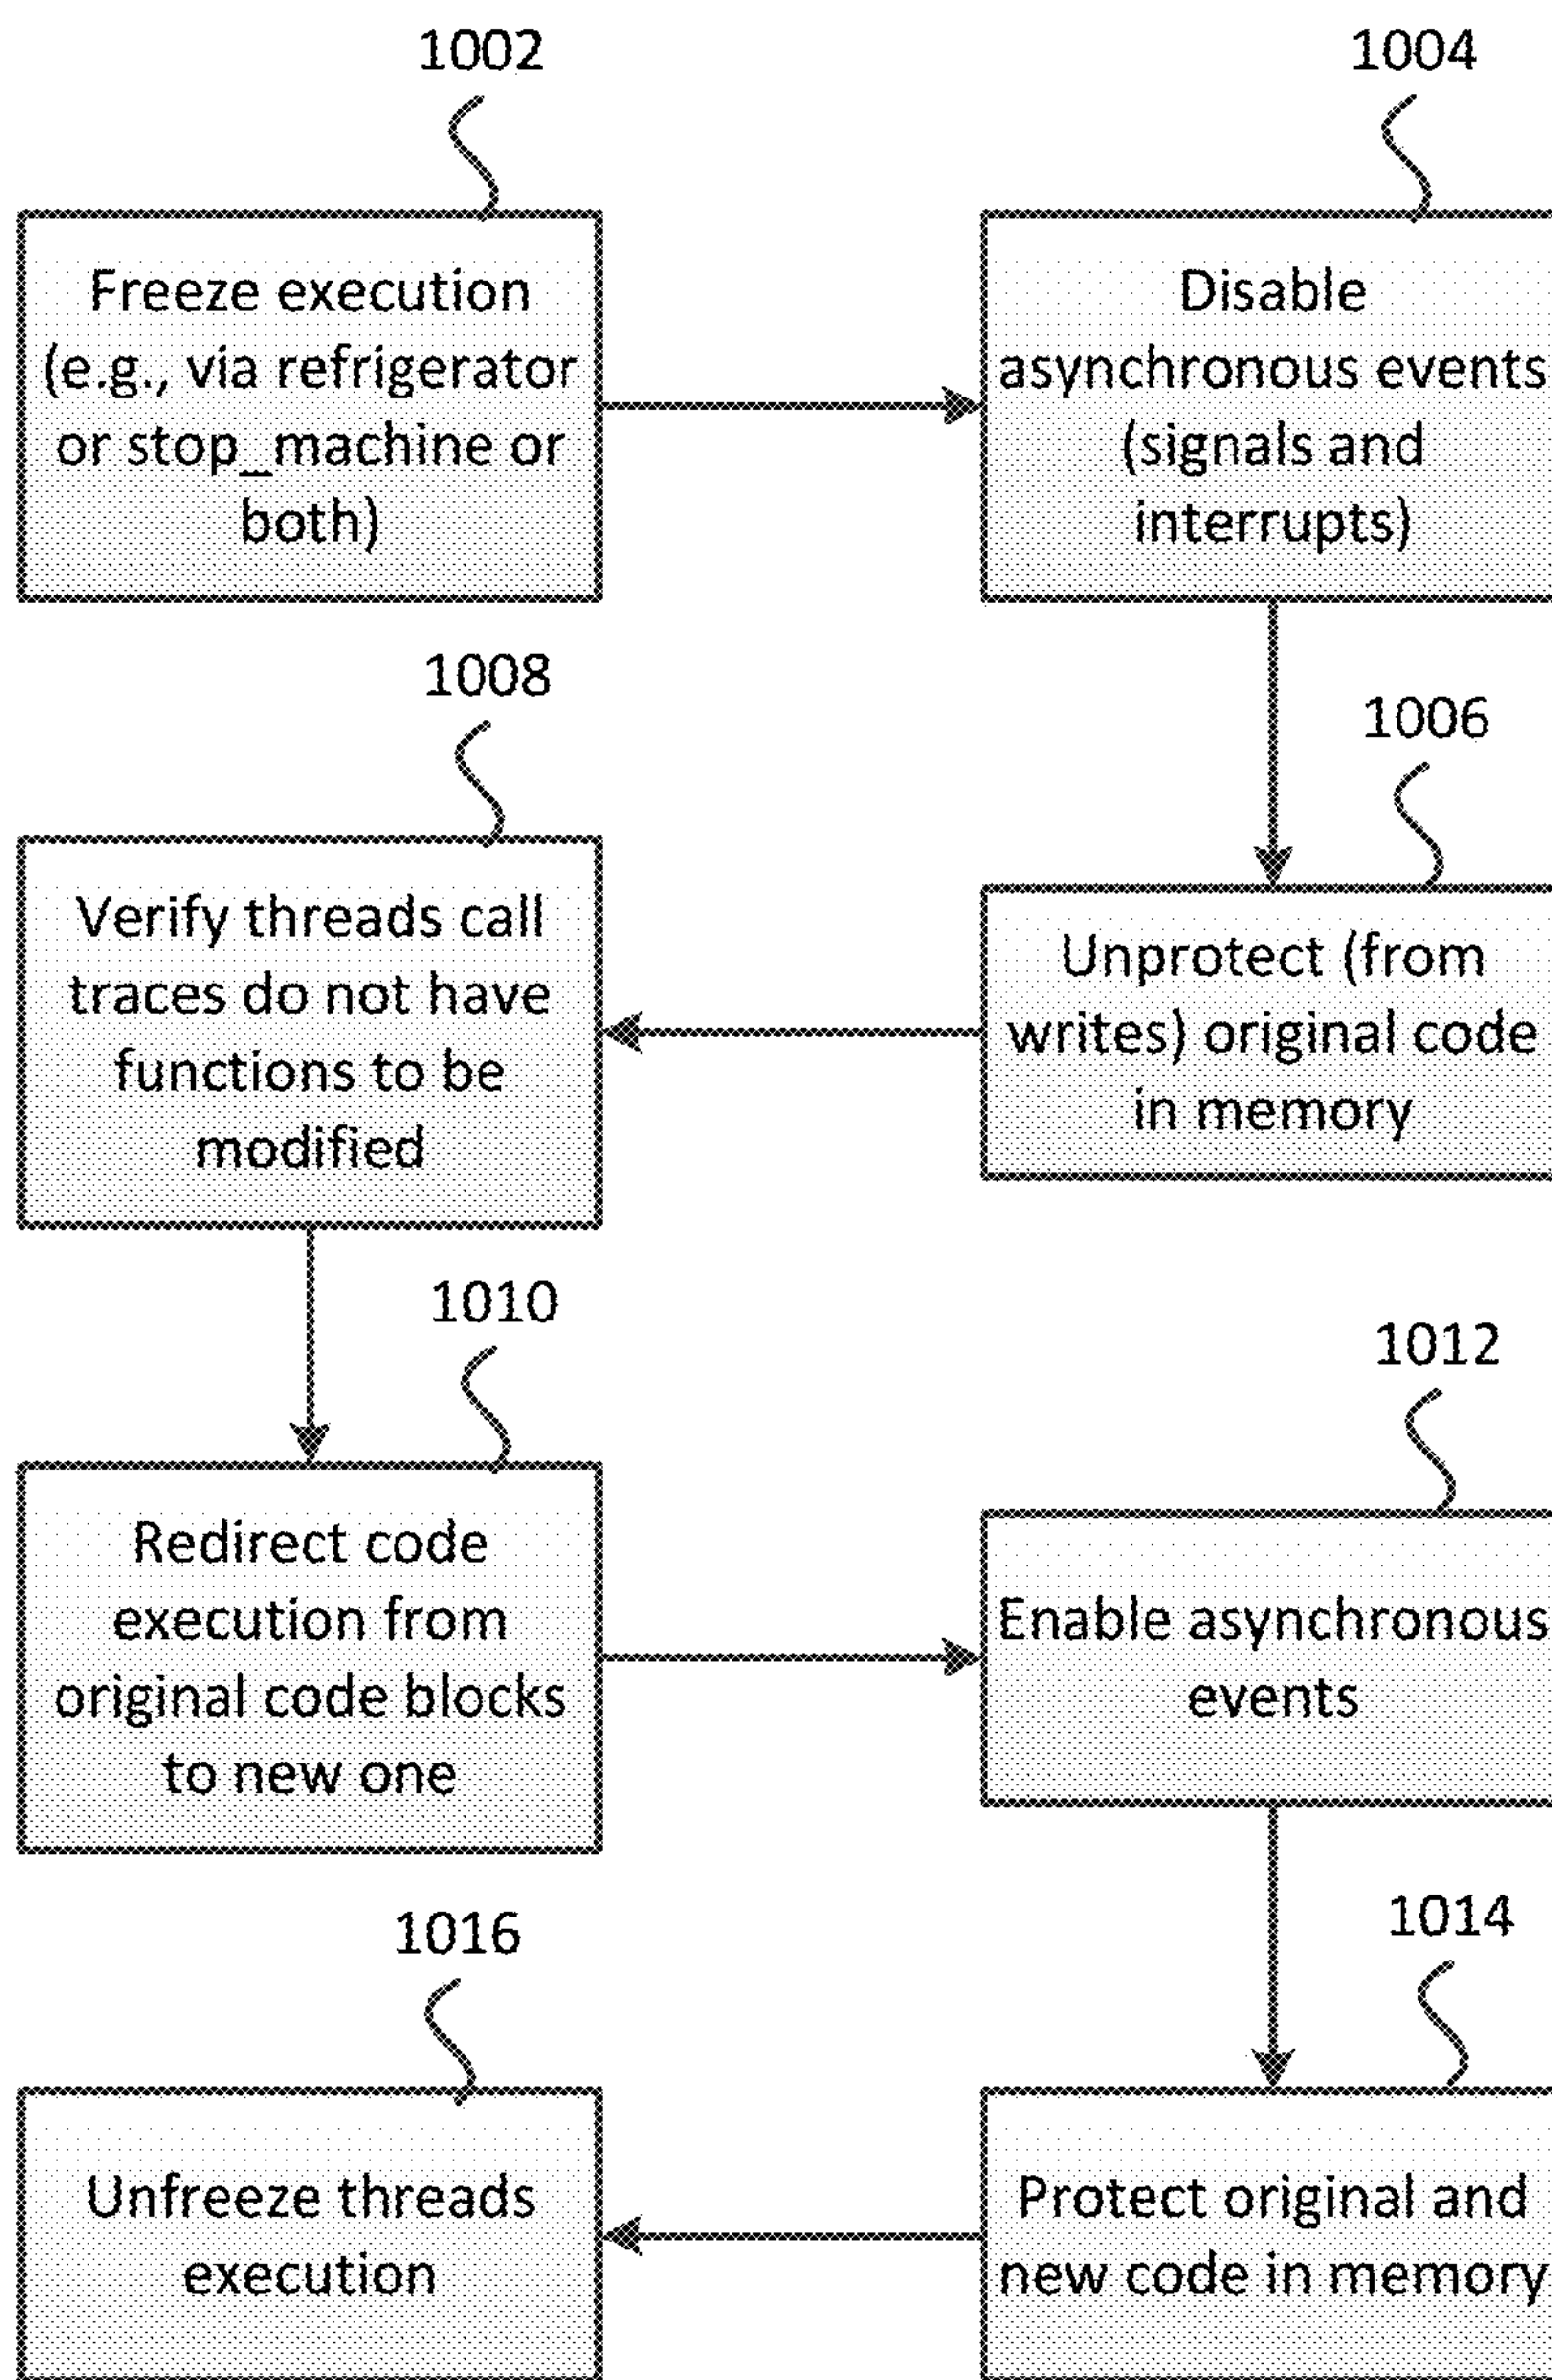 1002
Freeze execution
(e.g., via refrigerator
or stop_machine or
both)
1004
Disable
asynchronous events
(signals and
interrupts)
1006
Unprotect (from
writes) original code
in memory
1008
Verify threads call
traces do not have
functions to be
modified
1010
Redirect code
execution from
original code blocks
to new one
1012
Enable asynchronous
events
1014
Protect original and
new code in memory
1016
Unfreeze threads
execution